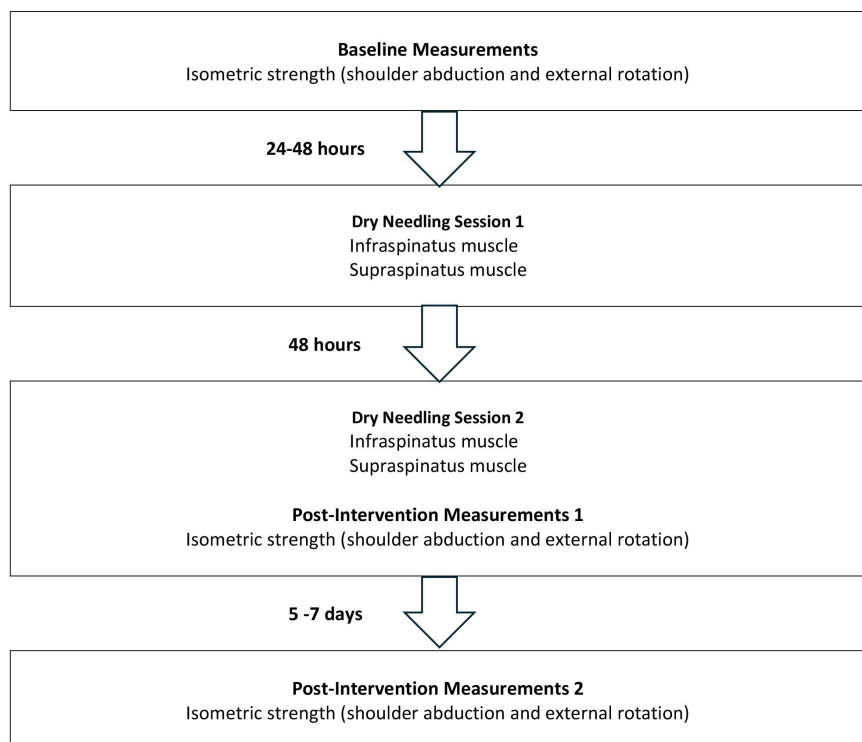 Baseline Measurements
Isometric strength (shoulder abduction and external rotation)
24-48 hours
Dry Needling Session 1
Infraspinatus muscle
Supraspinatus muscle
48 hours
Dry Needling Session 2
Infraspinatus muscle
Supraspinatus muscle
Post-Intervention Measurements 1
Isometric strength (shoulder abduction and external rotation)
5 -7 days
Post-Intervention Measurements 2
Isometric strength (shoulder abduction and external rotation)